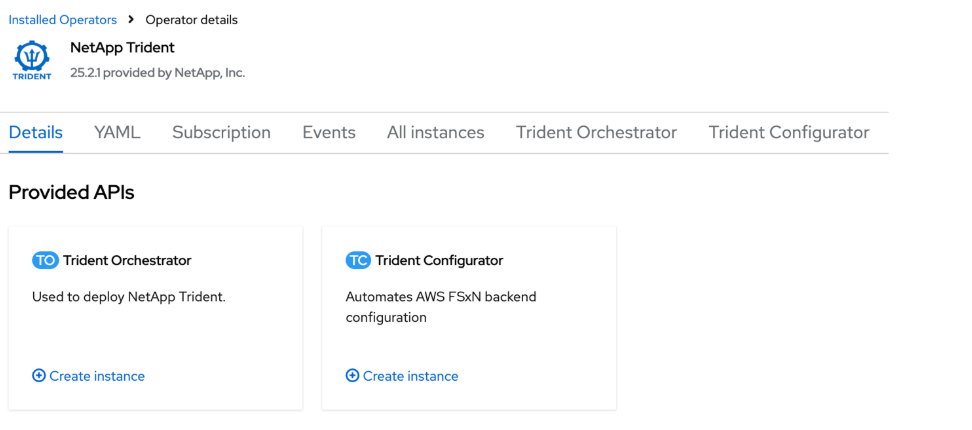 Installed Operators > Operator details
NetApp Trident
TRIDENT
25.2.1 provided by NetApp, Inc.
Details YAML Subscription Events All instances Trident Orchestrator Trident Configurator
Provided APIs
TO Trident Orchestrator
Used to deploy NetApp Trident.
Create instance
TC Trident Configurator
Automates AWS FSxN backend
configuration
Create instance